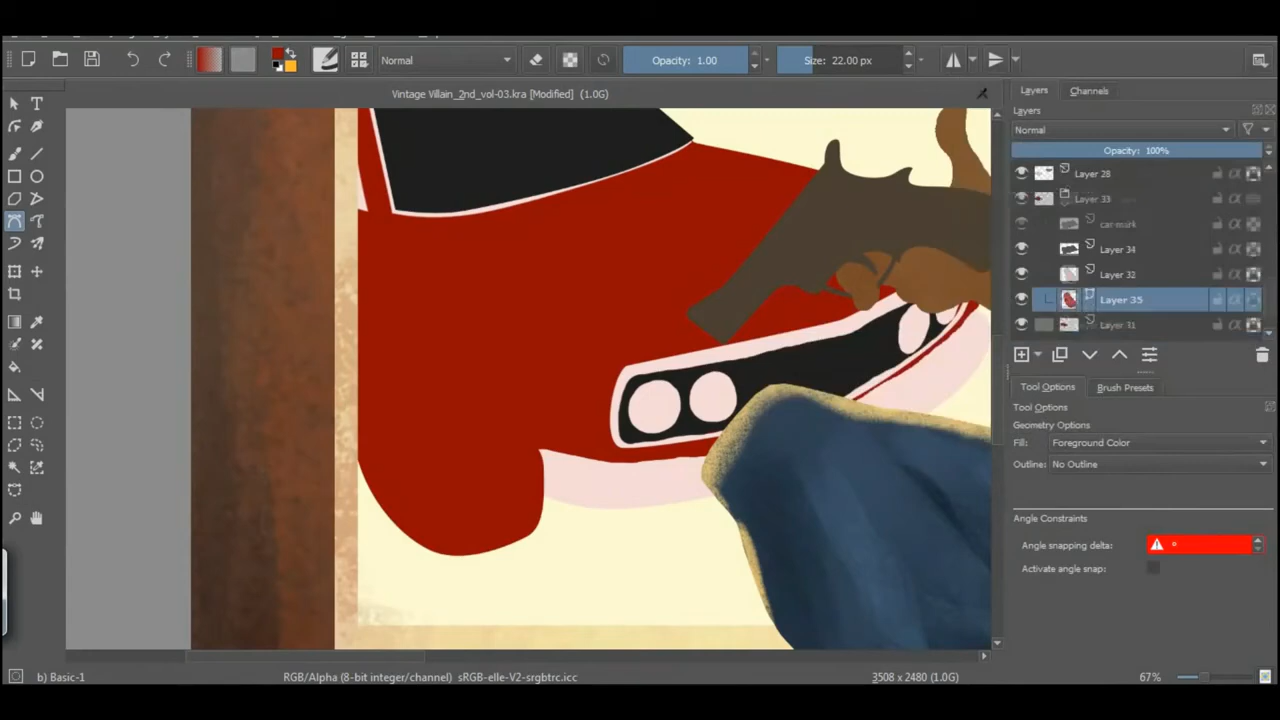 Normal
Opacity: 1.00
Size: 22.00 px
Vintage Villain_2nd_vol-03.kra [Modified] (1.0G)
Layers
Channels
Layers
Normal
Opacity: 100%
Layer 28
Layer 33
car-mark
Layer 34
Layer 32
Layer 35
Layer 31
Tool Options
Brush Presets
Tool Options
Geometry Options
Fill:
Foreground Color
Outline:
No Outline
Angle Constraints
Angle snapping delta:
°
Activate angle snap:
b) Basic-1
RGB/Alpha (8-bit integer/channel) sRGB-elle-V2-srgbtrc.icc
3508 x 2480 (1.0G)
67%